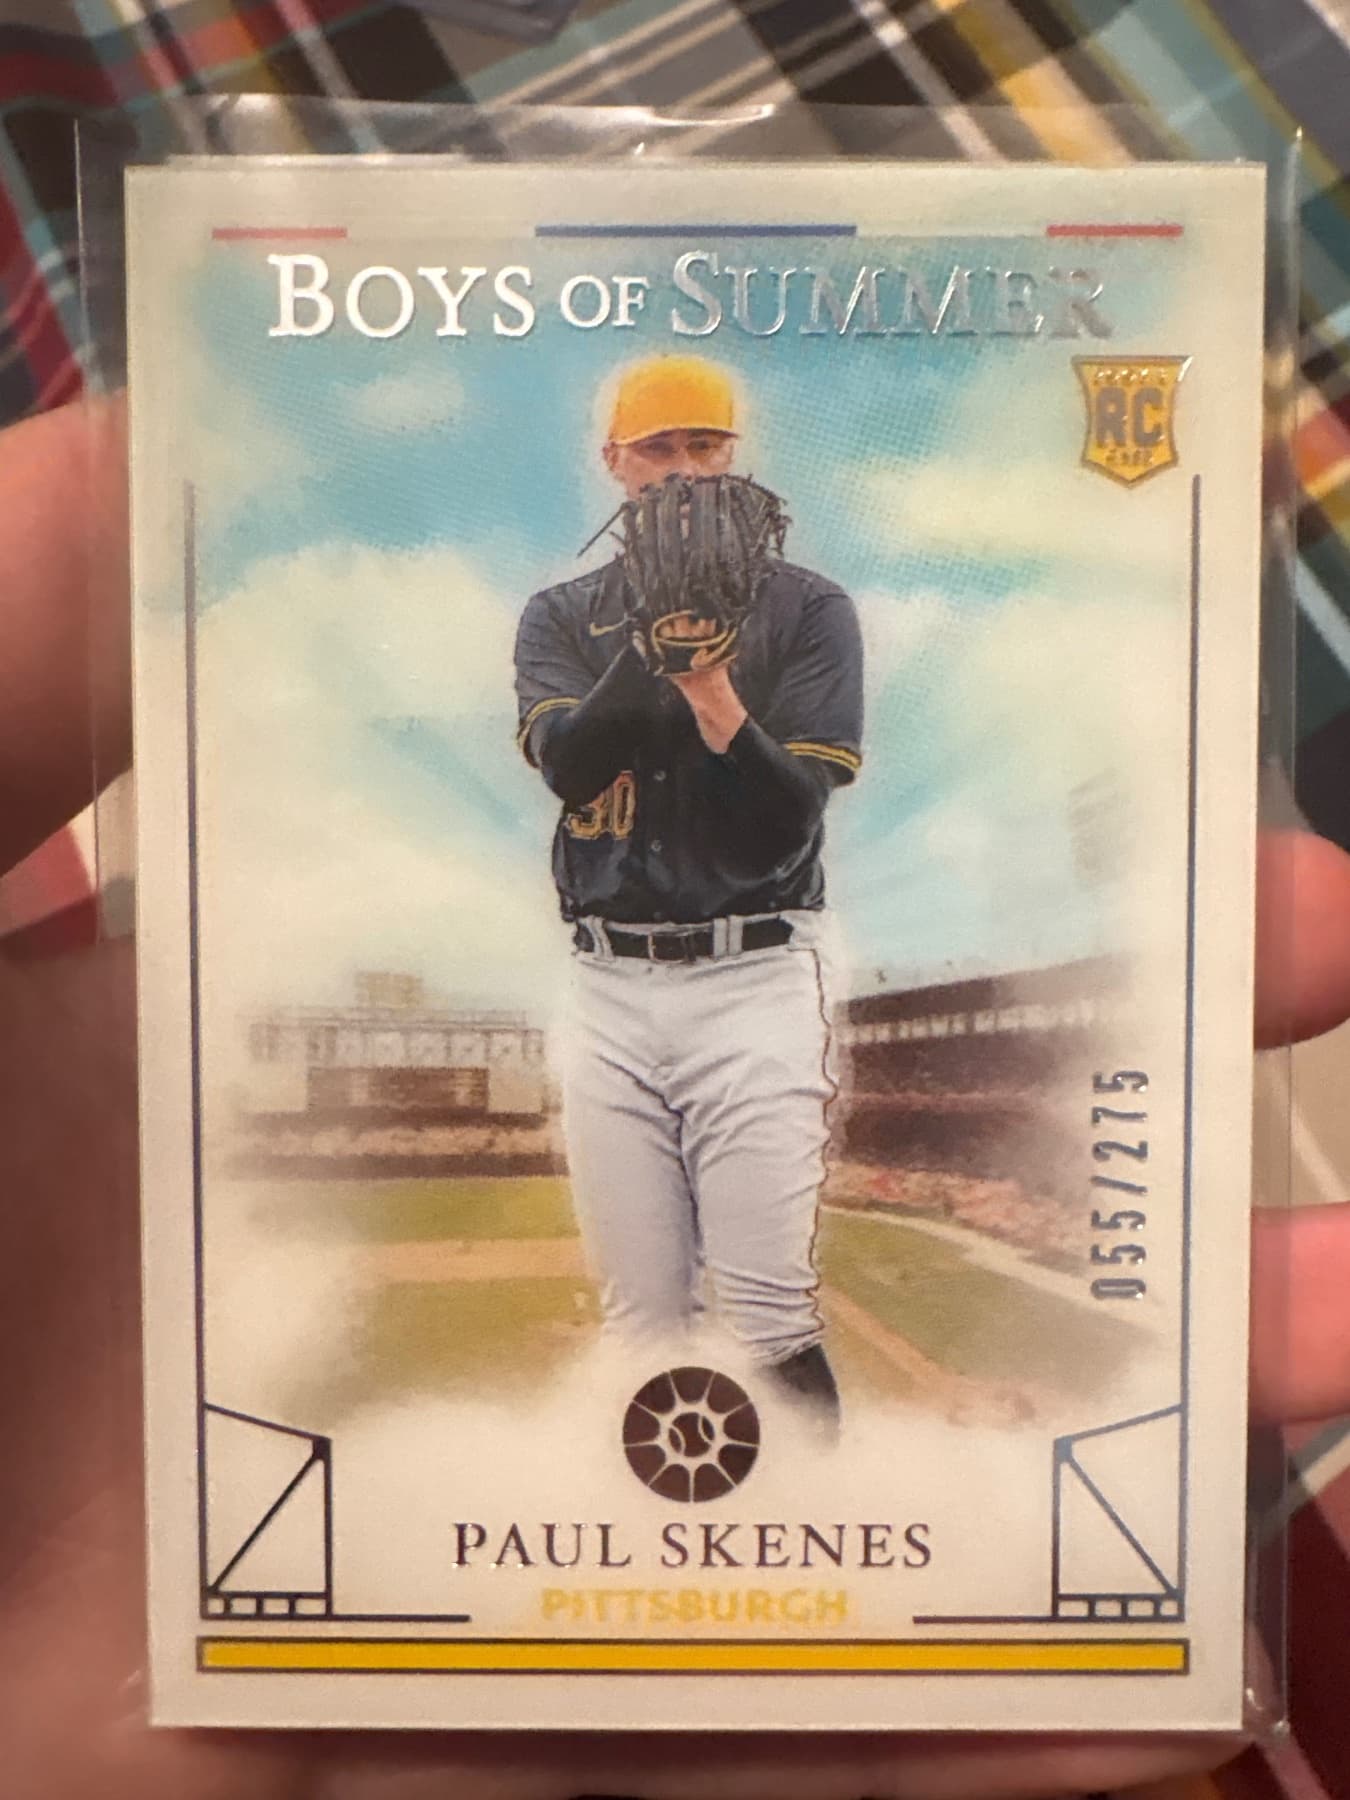 BOYS OF SUMMER
RC
30
055/275
PAUL SKENES
PITTSBURGH